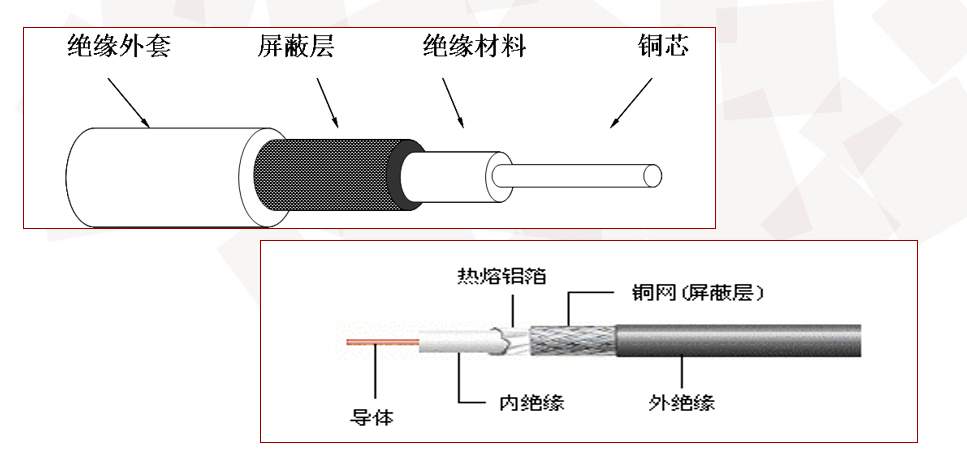 绝缘外套 屏蔽层 绝缘材料 铜芯
热熔铝箔
铜网(屏蔽层)
内绝缘 外绝缘
导体